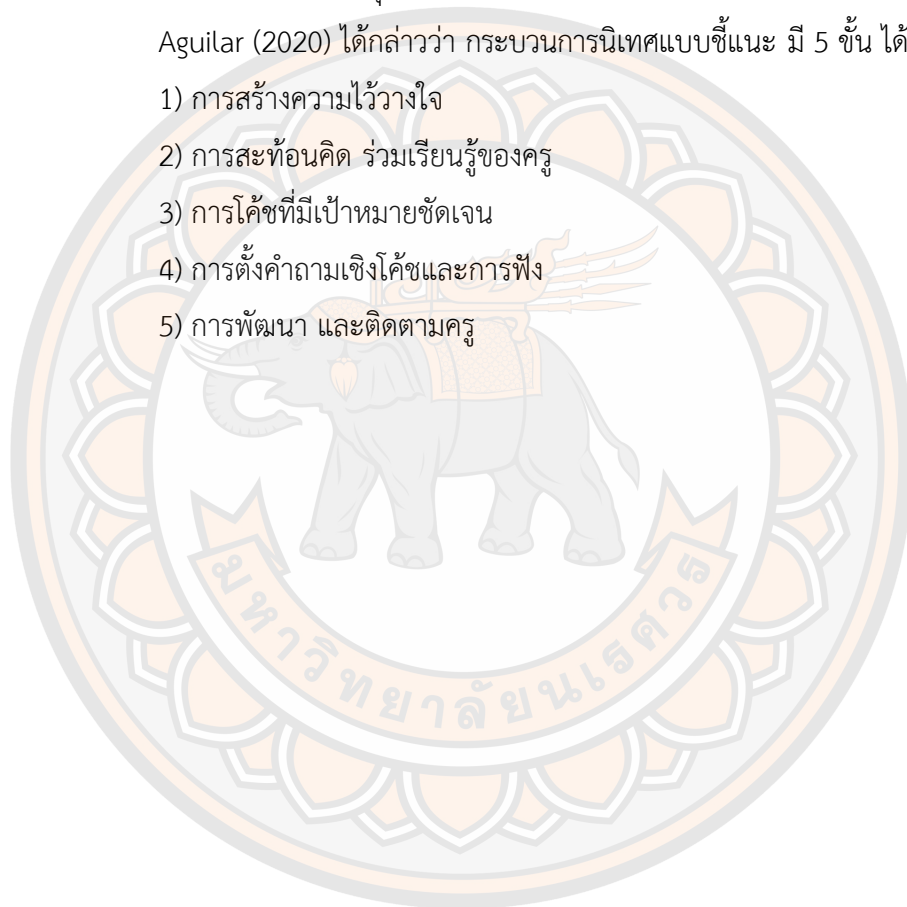 Aguilar (2020) ได้กล่าวว่า กระบวนการนิเทศแบบชี้แนะ มี 5 ขั้น ได้
1) การสร้างความไว้วางใจ
2) การสะท้อนคิด ร่วมเรียนรู้ของครู
3) การโค้ชที่มีเป้าหมายชัดเจน
4) การตั้งคำถามเชิงโค้ชและการฟัง
5) การพัฒนา และติดตามครู
มหาวิทยาลัยนเรศวร